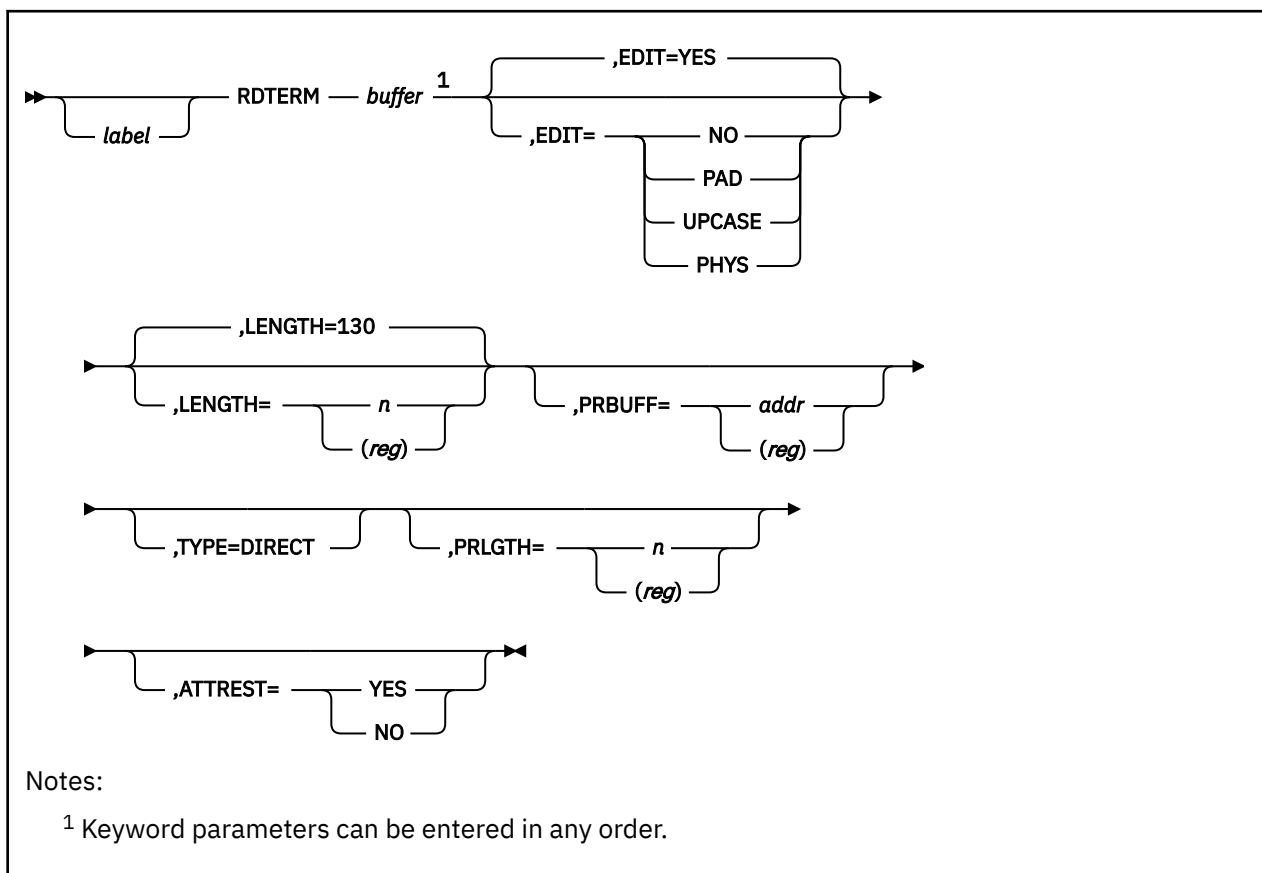 ,EDIT=YES
label RDTERM buffer 1
,EDIT= NO
PAD
UPCASE
PHYS
,LENGTH=130
,LENGTH= n
(reg)
,PRBUFF= addr
(reg)
,TYPE=DIRECT ,PRLGTH= n
(reg)
,ATTREST= YES
NO
Notes:
1 Keyword parameters can be entered in any order.